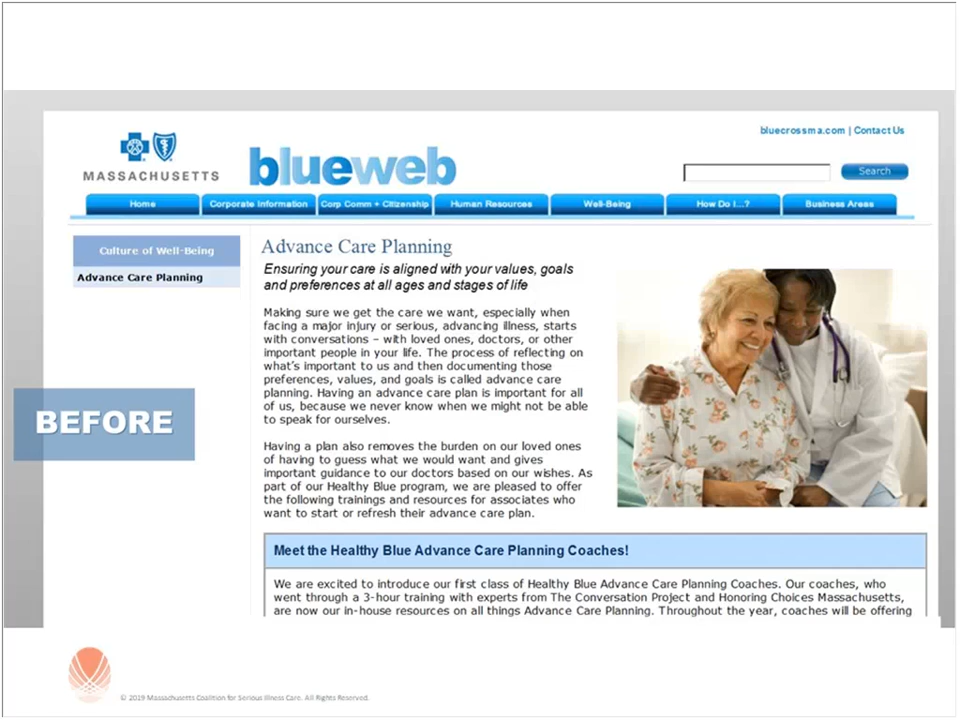 bluecrossma.com | Contact Us
MASSACHUSETTS
blueweb
Search
Home
Corporate Information
Corp Comm + Citizenship
Human Resources
Well-Being
How Do I...?
Business Areas
Culture of Well-Being
Advance Care Planning
Advance Care Planning
Ensuring your care is aligned with your values, goals
and preferences at all ages and stages of life
Making sure we get the care we want, especially when
facing a major injury or serious, advancing illness, starts
with conversations – with loved ones, doctors, or other
important people in your life. The process of reflecting on
what's important to us and then documenting those
preferences, values, and goals is called advance care
planning. Having an advance care plan is important for all
of us, because we never know when we might not be able
to speak for ourselves.
Having a plan also removes the burden on our loved ones
of having to guess what we would want and gives
important guidance to our doctors based on our wishes. As
part of our Healthy Blue program, we are pleased to offer
the following trainings and resources for associates who
want to start or refresh their advance care plan.
BEFORE
Meet the Healthy Blue Advance Care Planning Coaches!
We are excited to introduce our first class of Healthy Blue Advance Care Planning Coaches. Our coaches, who
went through a 3-hour training with experts from The Conversation Project and Honoring Choices Massachusetts,
are now our in-house resources on all things Advance Care Planning. Throughout the year, coaches will be offering
© 2019 Massachusetts Coalition for Serious Illness Care. All Rights Reserved.